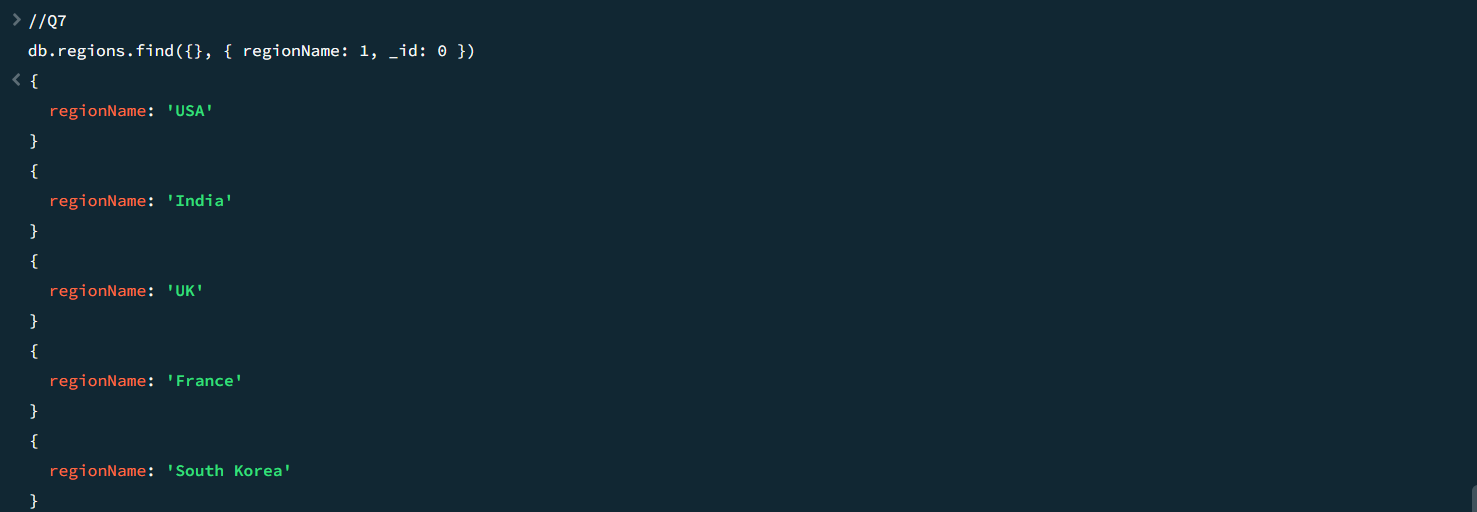 > //Q7
db.regions.find({}, { regionName: 1, _id: 0 })
< {
regionName: 'USA'
}
{
regionName: 'India'
}
{
regionName: 'UK'
}
{
regionName: 'France'
}
{
regionName: 'South Korea'
}